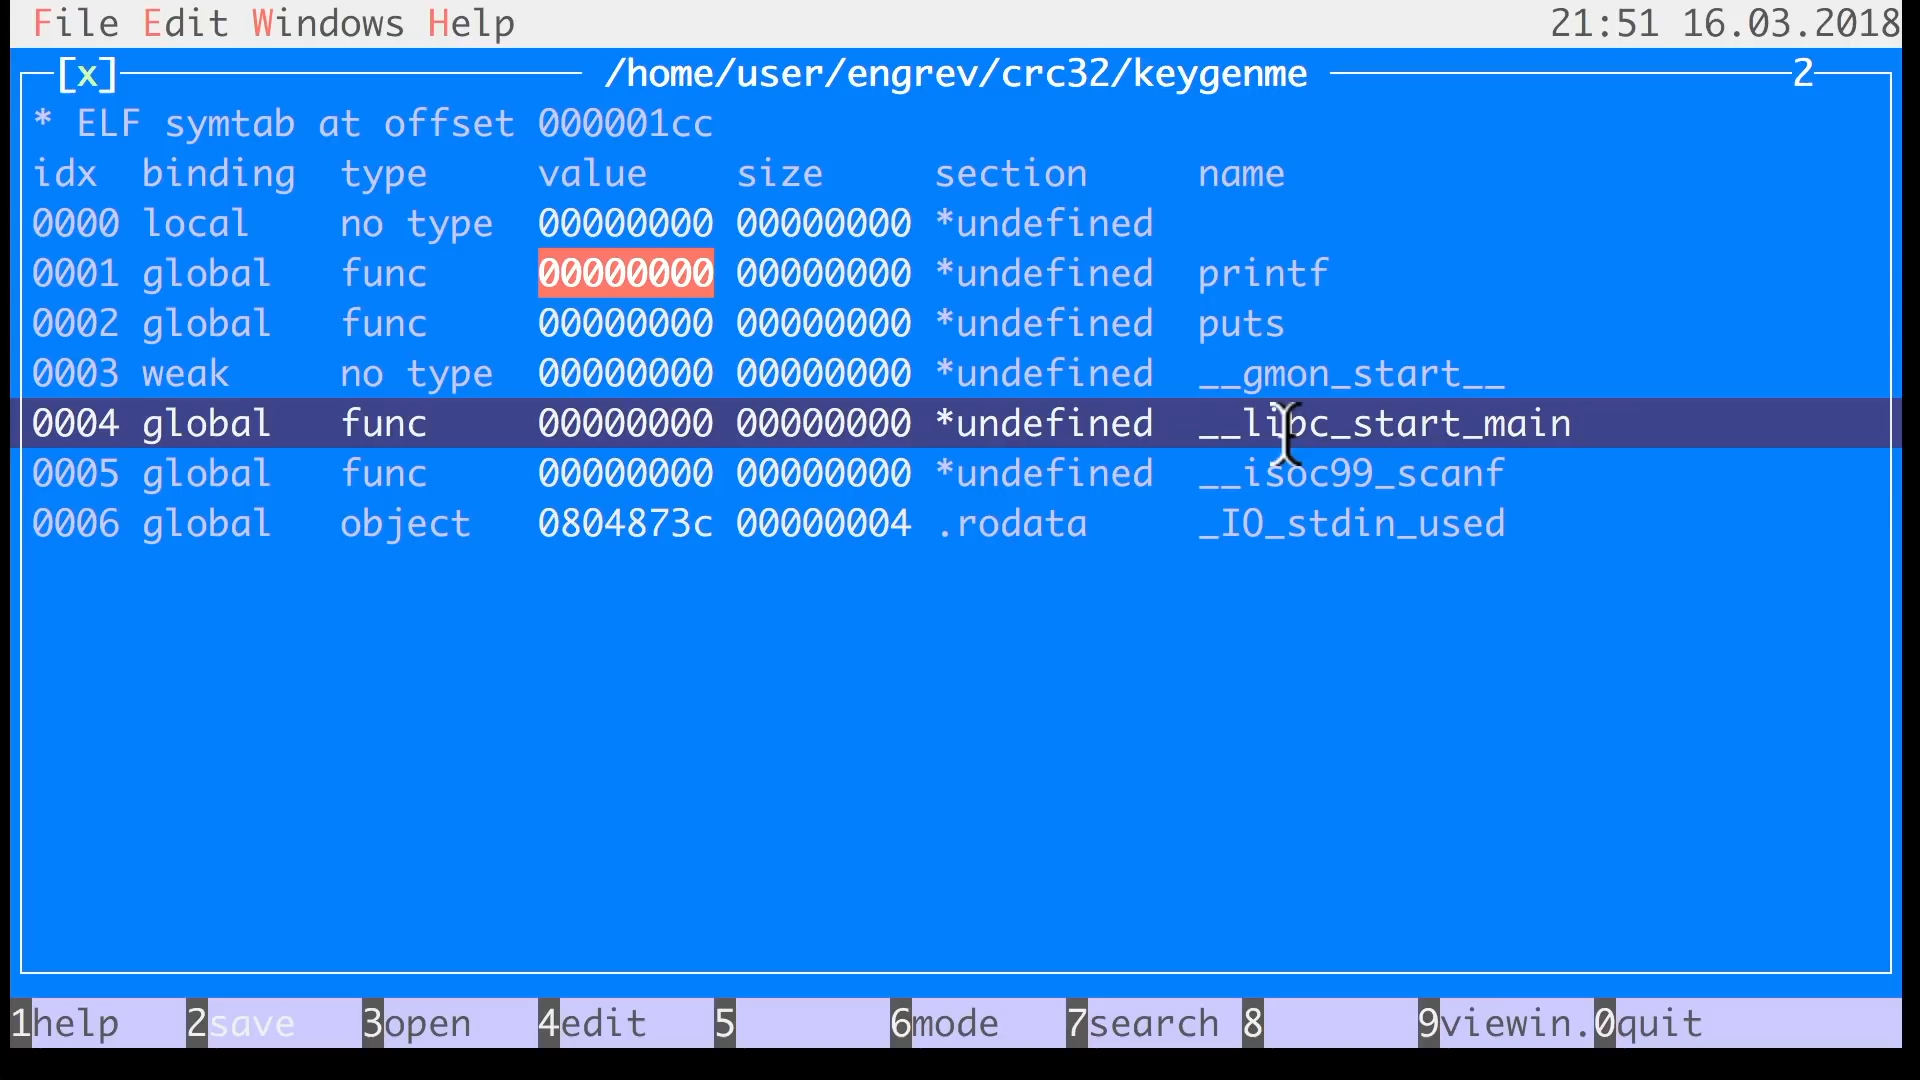 File Edit Windows Help 21:51 16.03.2018
[x] /home/user/engrev/crc32/keygenme 2
* ELF symtab at offset 000001cc
idx binding type value size section name
0000 local no type 00000000 00000000 *undefined
0001 global func 00000000 00000000 *undefined printf
0002 global func 00000000 00000000 *undefined puts
0003 weak no type 00000000 00000000 *undefined __gmon_start__
0004 global func 00000000 00000000 *undefined __libc_start_main
0005 global func 00000000 00000000 *undefined __isoc99_scanf
0006 global object 0804873c 00000004 .rodata _IO_stdin_used
1help 2save 3open 4edit 5 6mode 7search 8 9viewin.0quit